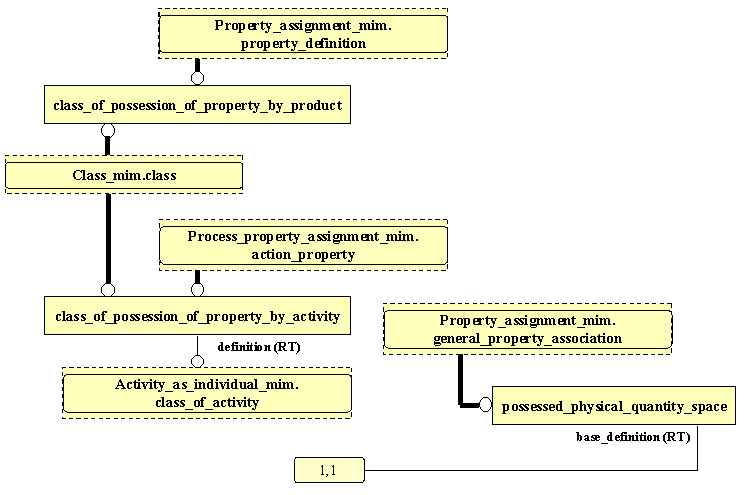 Property_assignment_mim.
property_definition
class_of_possession_of_property_by_product
Class_mim.class
Process_property_assignment_mim.
action_property
class_of_possession_of_property_by_activity
definition (RT)
Activity_as_individual_mim.
class_of_activity
Property_assignment_mim.
general_property_association
possessed_physical_quantity_space
base_definition (RT)
1,1